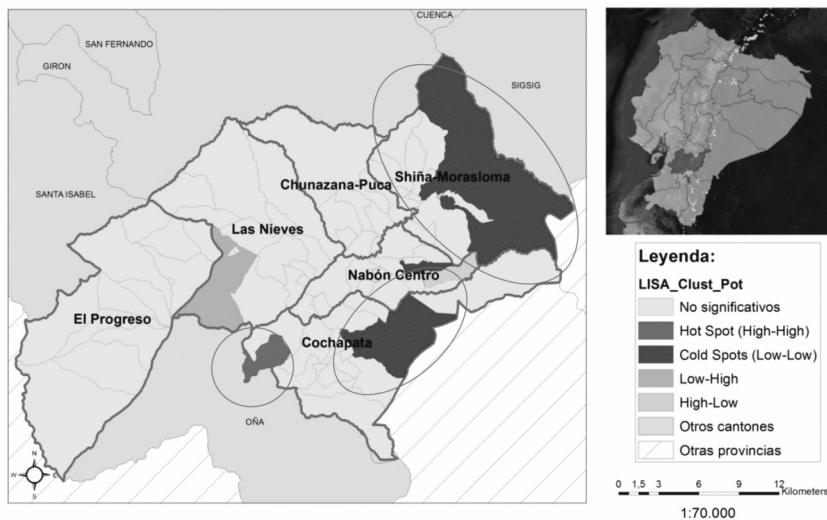 CUENCA
SAN FERNANDO
GIRON
SIGSIG
SANTA ISABEL
Chunazana-Puca
Shiña-Morasloma
Las Nieves
Nabón Centro
El Progreso
Cochapata
OÑA
N
W E
S
Leyenda:
LISA_Clust_Pot
No significativos
Hot Spot (High-High)
Cold Spots (Low-Low)
Low-High
High-Low
Otros cantones
Otras provincias
0 1,5 3 6 9 12
Kilometers
1:70.000